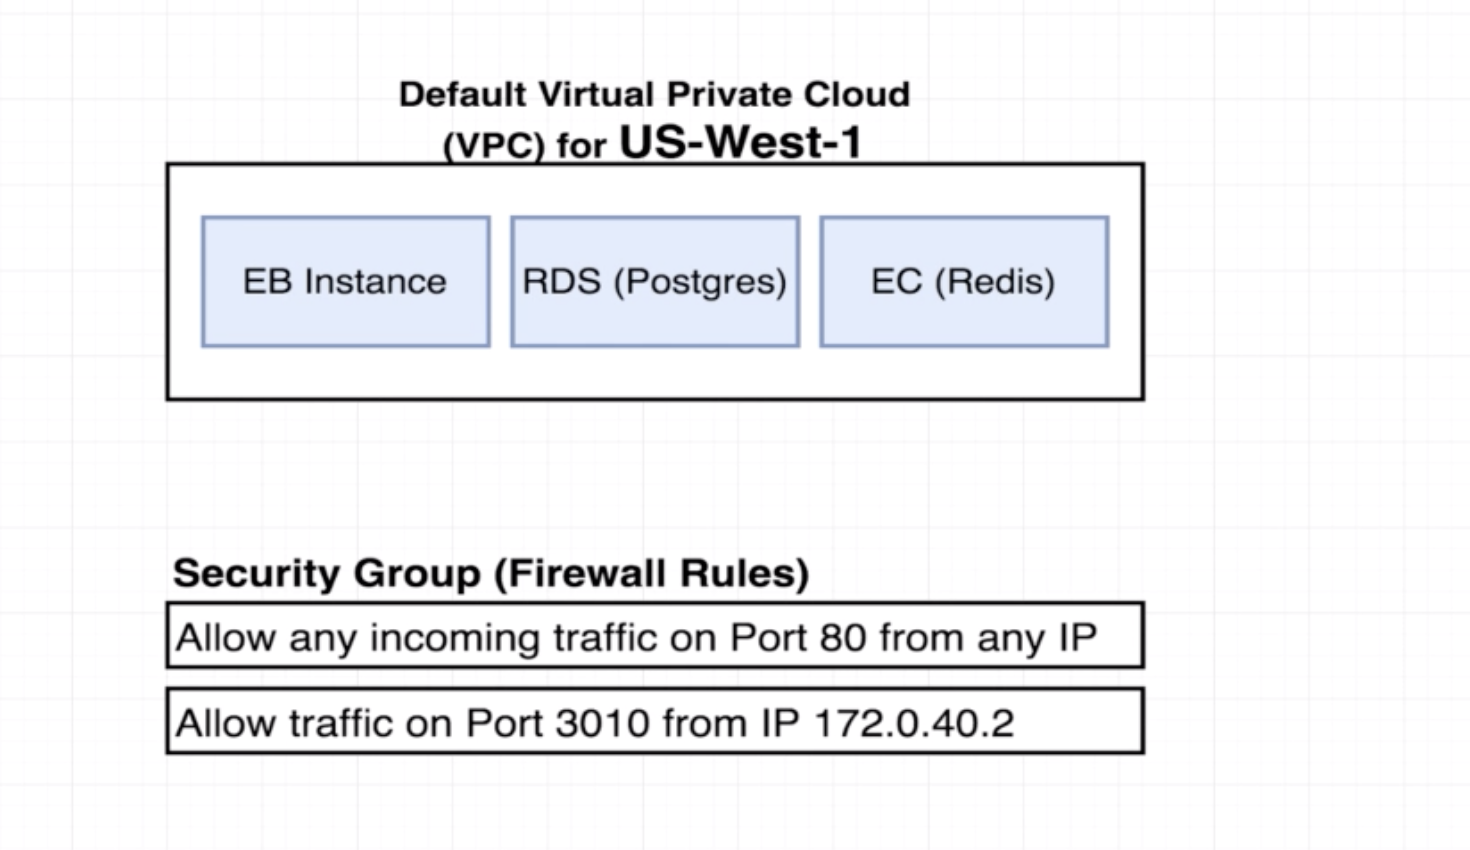 Default Virtual Private Cloud
(VPC) for US-West-1
EB Instance
RDS (Postgres)
EC (Redis)
Security Group (Firewall Rules)
Allow any incoming traffic on Port 80 from any IP
Allow traffic on Port 3010 from IP 172.0.40.2